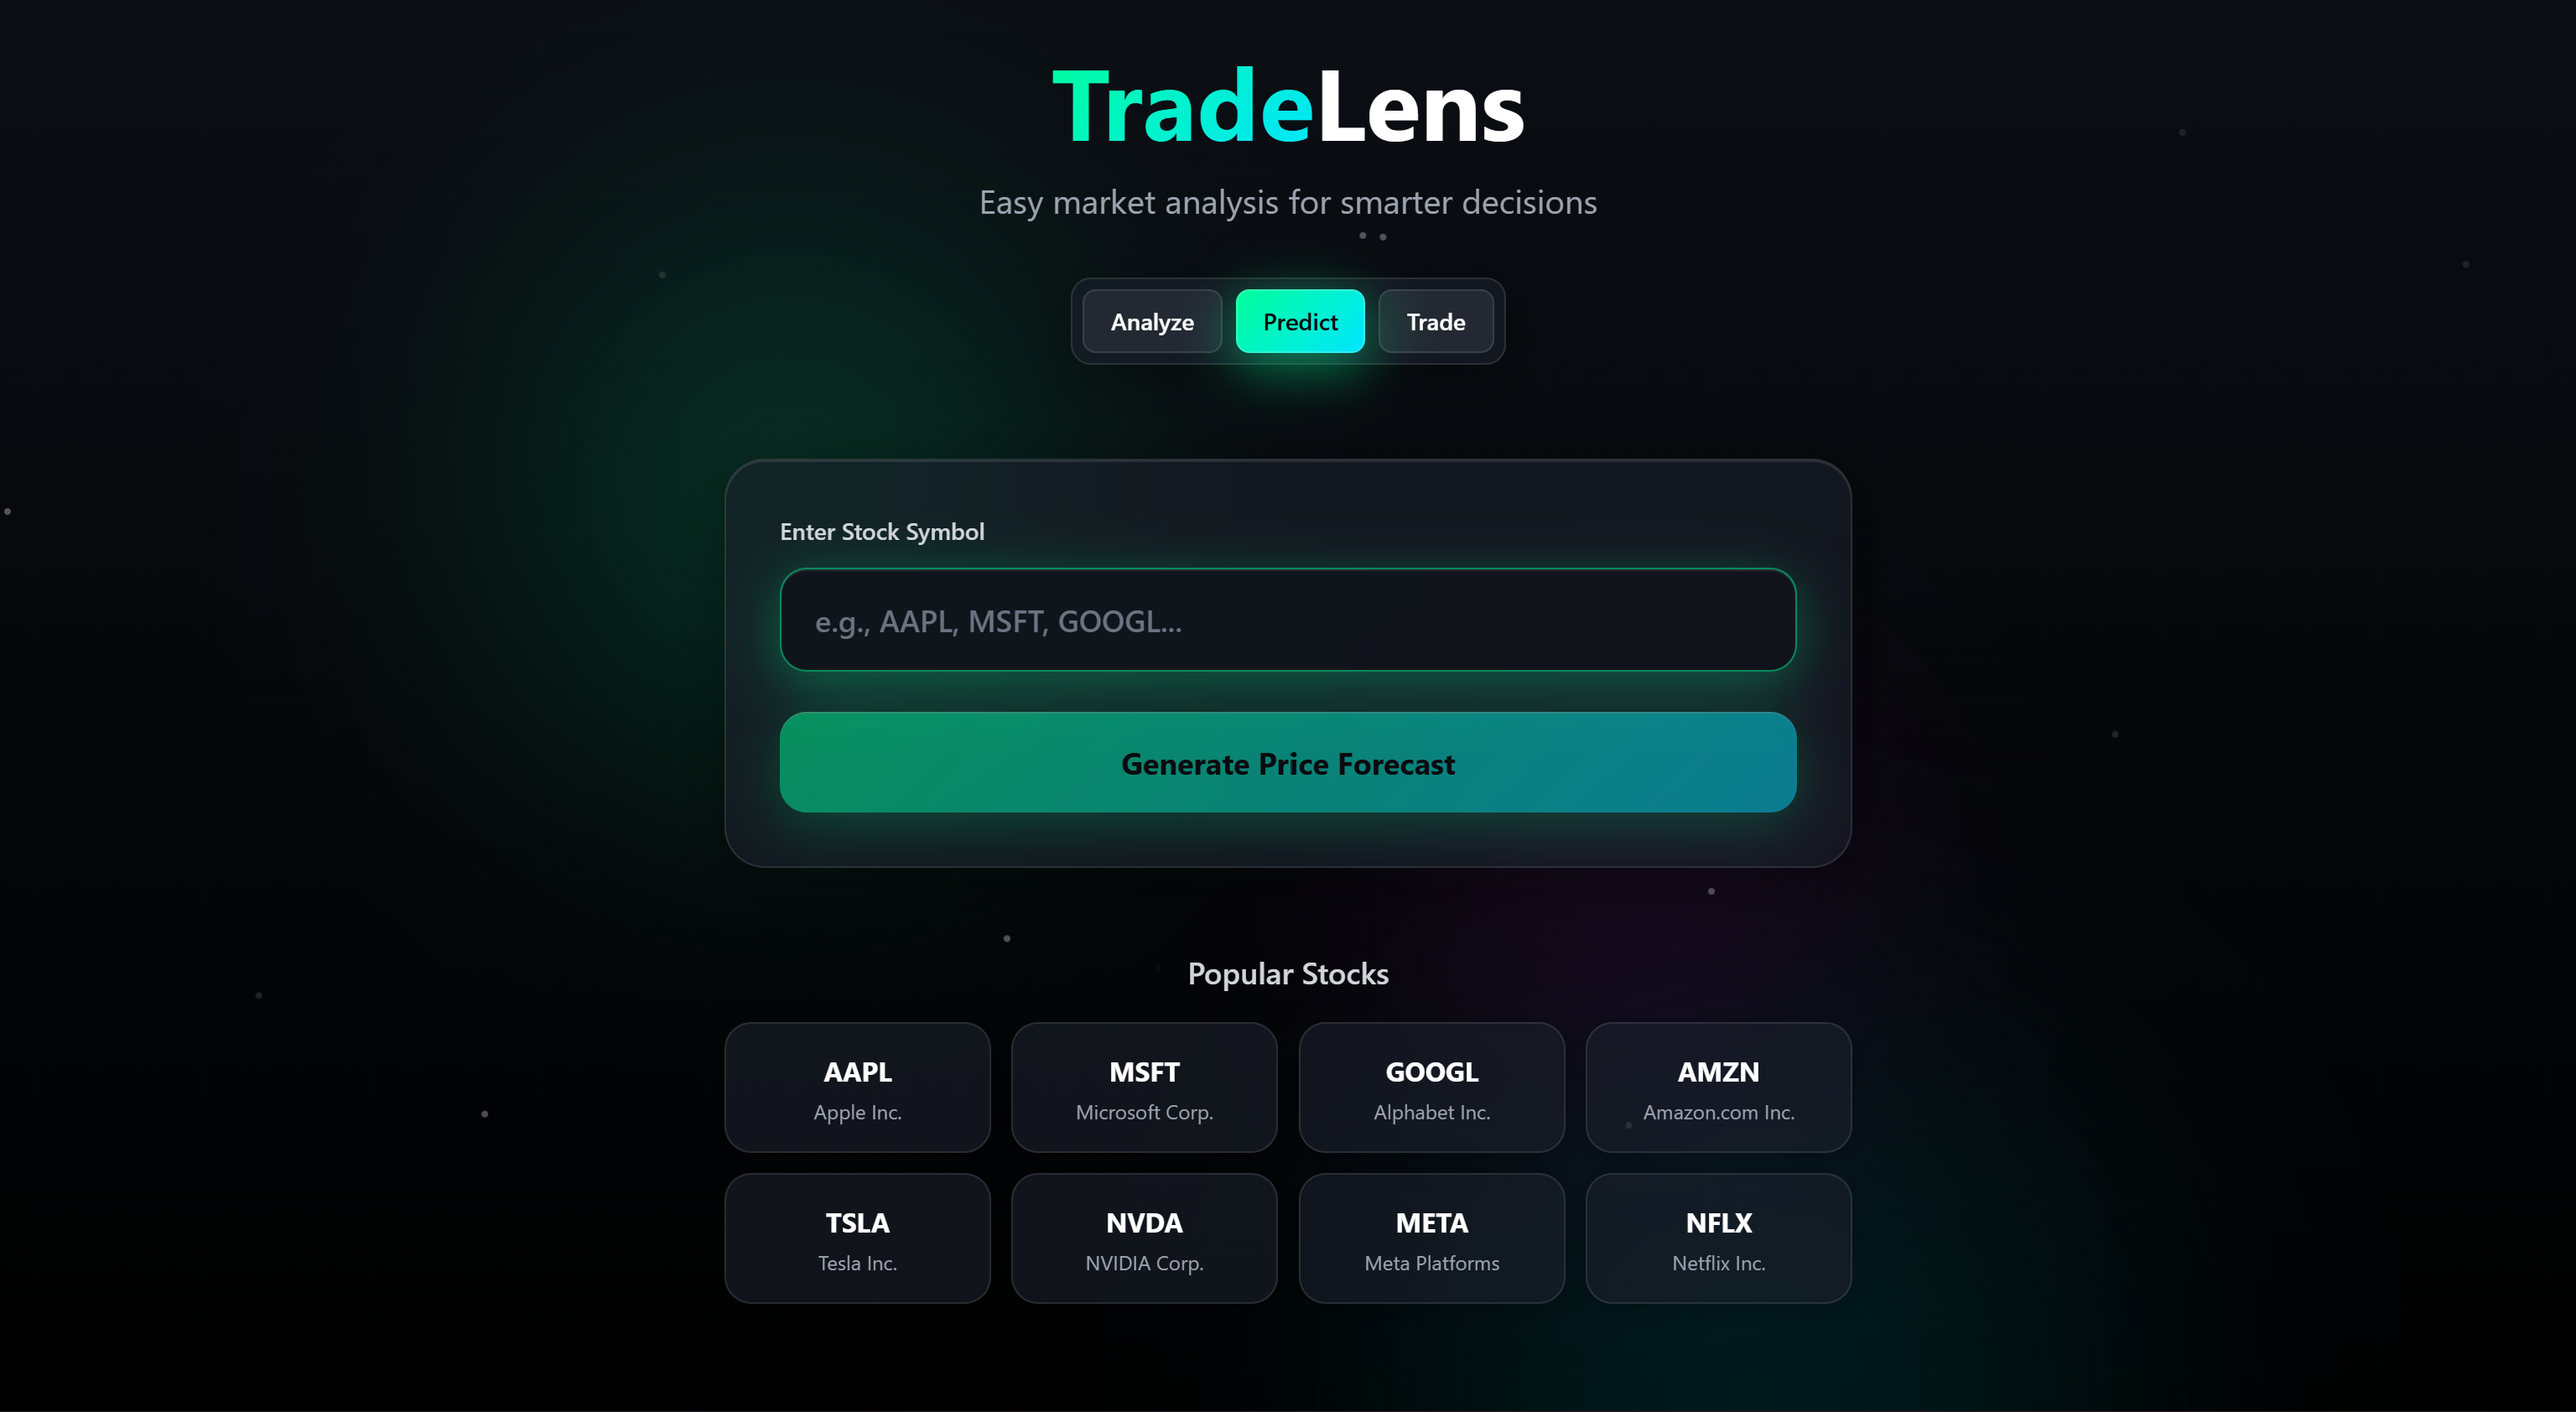 TradeLens
Easy market analysis for smarter decisions
Analyze Predict Trade
Enter Stock Symbol
e.g., AAPL, MSFT, GOOGL...
Generate Price Forecast
Popular Stocks
AAPL MSFT GOOGL AMZN
Apple Inc. Microsoft Corp. Alphabet Inc. Amazon.com Inc.
TSLA NVDA META NFLX
Tesla Inc. NVIDIA Corp. Meta Platforms Netflix Inc.